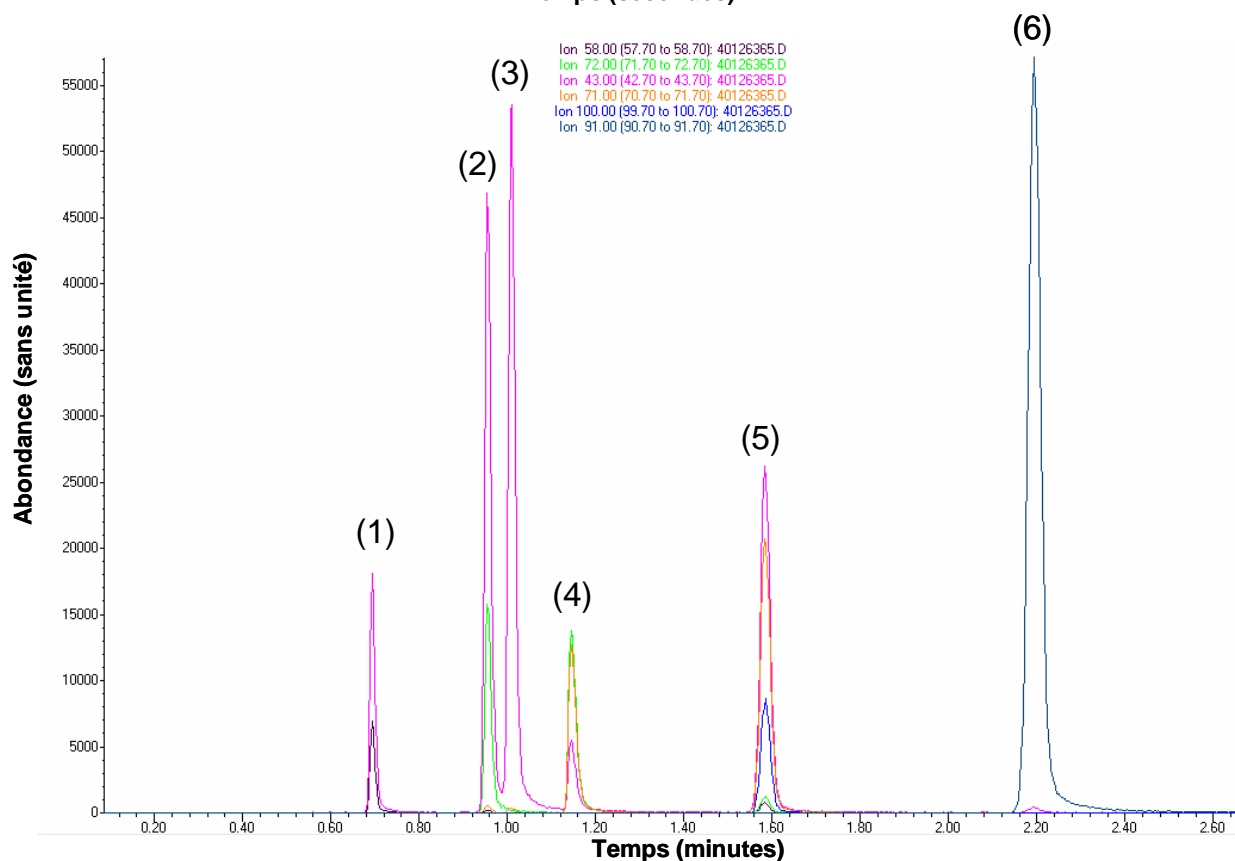 (6)
Ion 58.00 (57.70 to 58.70): 40126365.D
Ion 72.00 (71.70 to 72.70): 40126365.D
Ion 43.00 (42.70 to 43.70): 40126365.D
Ion 71.00 (70.70 to 71.70): 40126365.D
Ion 100.00 (99.70 to 100.70): 40126365.D
Ion 91.00 (90.70 to 91.70): 40126365.D
(3)
(2)
(5)
(1)
(4)
Abondance (sans unité)
55000
50000
45000
40000
35000
30000
25000
20000
15000
10000
5000
0
0.20 0.40 0.60 0.80 1.00 1.20 1.40 1.60 1.80 2.00 2.20 2.40 2.60
Temps (minutes)